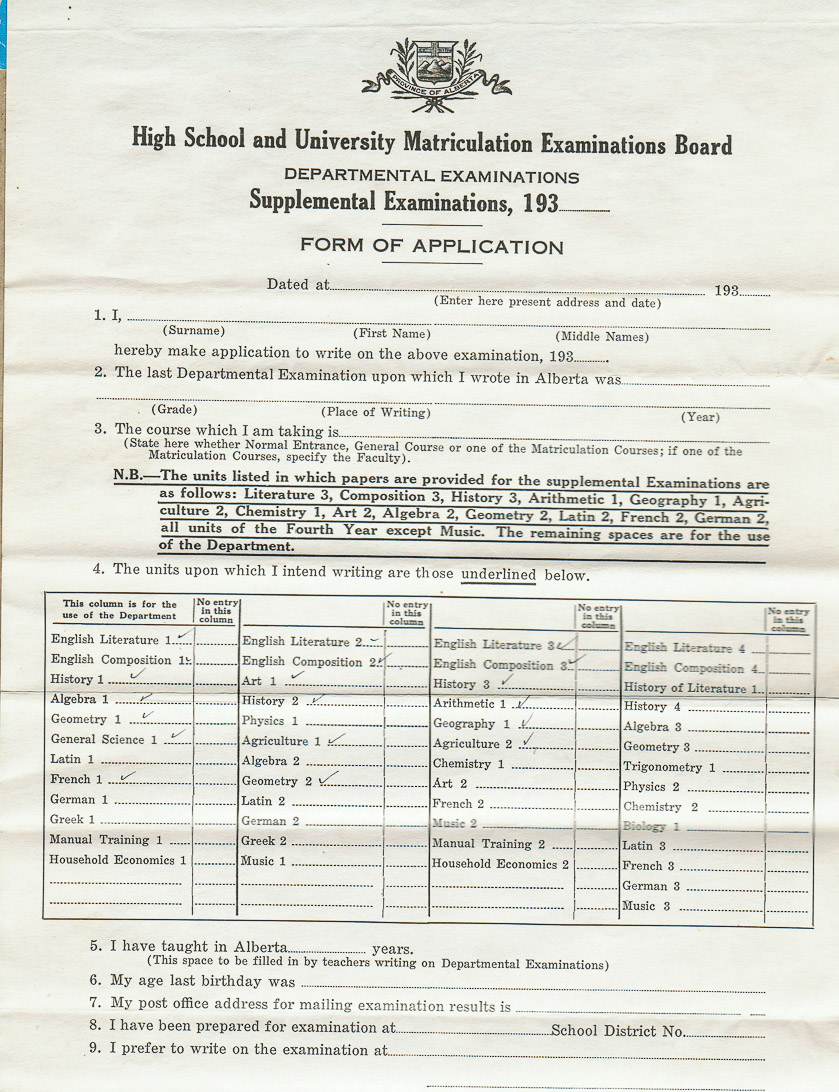 PROVINCE OF ALBERTA
High School and University Matriculation Examinations Board
DEPARTMENTAL EXAMINATIONS
Supplemental Examinations, 193
FORM OF APPLICATION
Dated at 193
(Enter here present address and date)
1. I,
(Surname) (First Name) (Middle Names)
hereby make application to write on the above examination, 193 .
2. The last Departmental Examination upon which I wrote in Alberta was
(Grade) (Place of Writing) (Year)
3. The course which I am taking is
(State here whether Normal Entrance, General Course or one of the Matriculation Courses; if one of the
Matriculation Courses, specify the Faculty).
N.B.—The units listed in which papers are provided for the supplemental Examinations are
as follows: Literature 3, Composition 3, History 3, Arithmetic 1, Geography 1, Agri-
culture 2, Chemistry 1, Art 2, Algebra 2, Geometry 2, Latin 2, French 2, German 2,
all units of the Fourth Year except Music. The remaining spaces are for the use
of the Department.
4. The units upon which I intend writing are those underlined below.
This column is for the
use of the Department
No entry
in this
column
No entry
in this
column
No entry
in this
column
No entry
in this
column
English Literature 1 ✓ English Literature 2 ✓ English Literature 3 ✓ English Literature 4
English Composition 1 ✓ English Composition 2 ✓ English Composition 3 ✓ English Composition 4
History 1 ✓ Art 1 ✓ History 3 ✓ History of Literature 1
Algebra 1 ✓ History 2 ✓ Arithmetic 1 ✓ History 4
Geometry 1 ✓ Physics 1 Geography 1 ✓ Algebra 3
General Science 1 ✓ Agriculture 1 ✓ Agriculture 2 ✓ Geometry 3
Latin 1 Algebra 2 Chemistry 1 Trigonometry 1
French 1 ✓ Geometry 2 ✓ Art 2 Physics 2
German 1 Latin 2 French 2 Chemistry 2
Greek 1 German 2 Music 2 Biology 1
Manual Training 1 Greek 2 Manual Training 2 Latin 3
Household Economics 1 Music 1 Household Economics 2 French 3
German 3
Music 3
5. I have taught in Alberta years.
(This space to be filled in by teachers writing on Departmental Examinations)
6. My age last birthday was
7. My post office address for mailing examination results is
8. I have been prepared for examination at School District No.
9. I prefer to write on the examination at